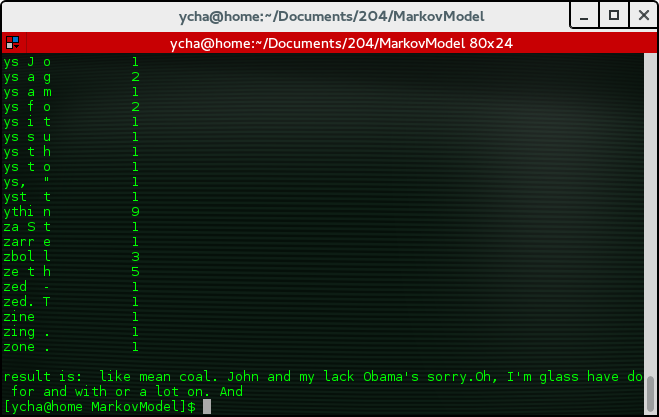 ycha@home:~/Documents/204/MarkovModel
ycha@home:~/Documents/204/MarkovModel 80x24
ys J o 1
ys a g 2
ys a m 1
ys f o 2
ys i t 1
ys s u 1
ys t h 1
ys t o 1
ys, " 1
yst t 1
ythi n 9
za S t 1
zarr e 1
zbol l 3
ze t h 5
zed - 1
zed. T 1
zine 1
zing . 1
zone . 1
result is:  like mean coal. John and my lack Obama's sorry.Oh, I'm glass have do
for and with or a lot on. And
[ycha@home MarkovModel]$